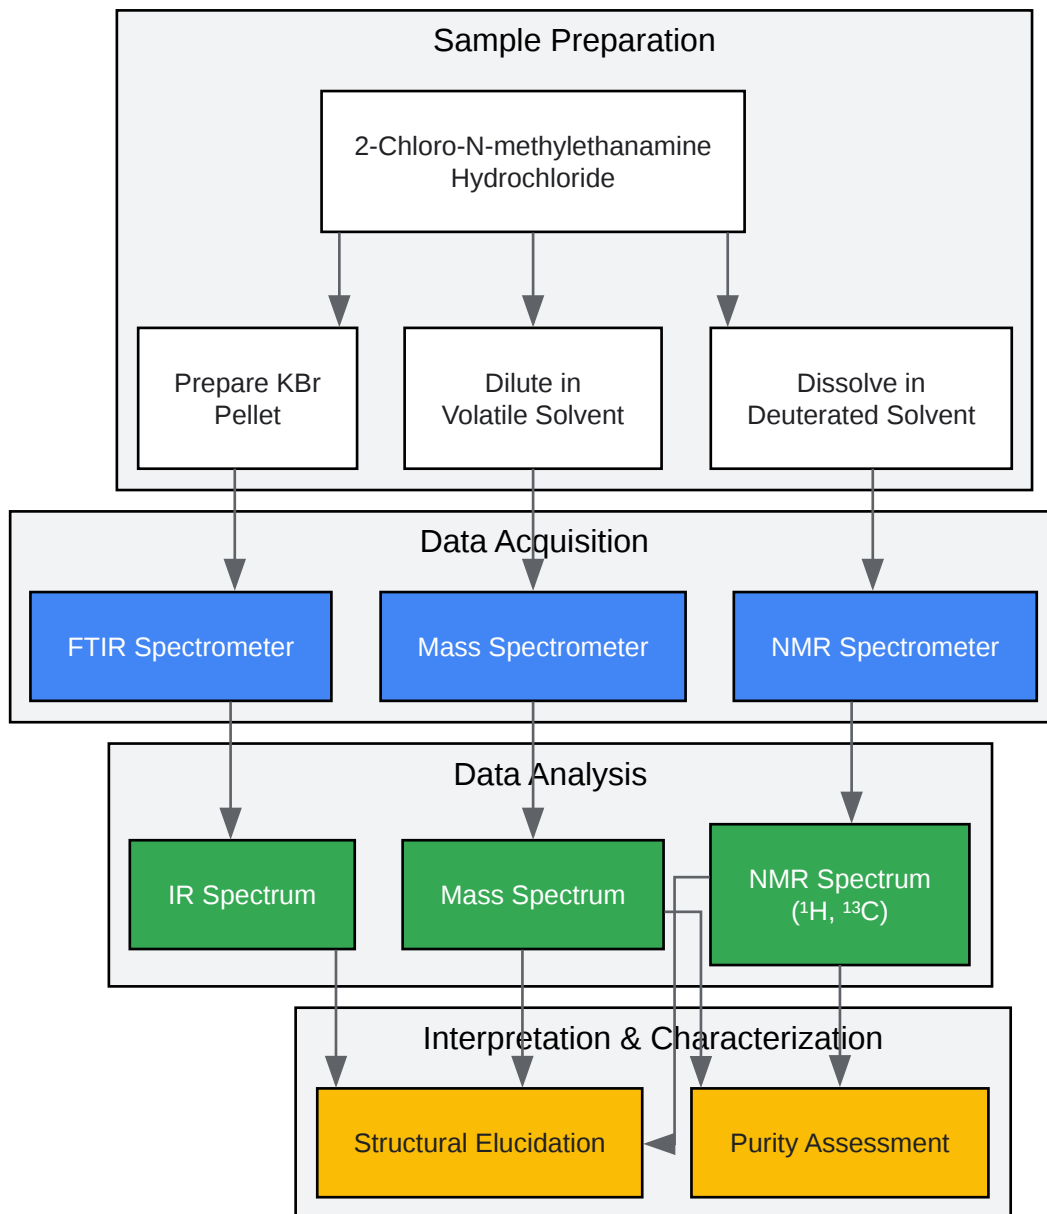 Sample Preparation
2-Chloro-N-methylethanamine
Hydrochloride
Prepare KBr
Pellet
Dilute in
Volatile Solvent
Dissolve in
Deuterated Solvent
Data Acquisition
FTIR Spectrometer
Mass Spectrometer
NMR Spectrometer
Data Analysis
IR Spectrum
Mass Spectrum
NMR Spectrum
(¹H, ¹³C)
Interpretation & Characterization
Structural Elucidation
Purity Assessment